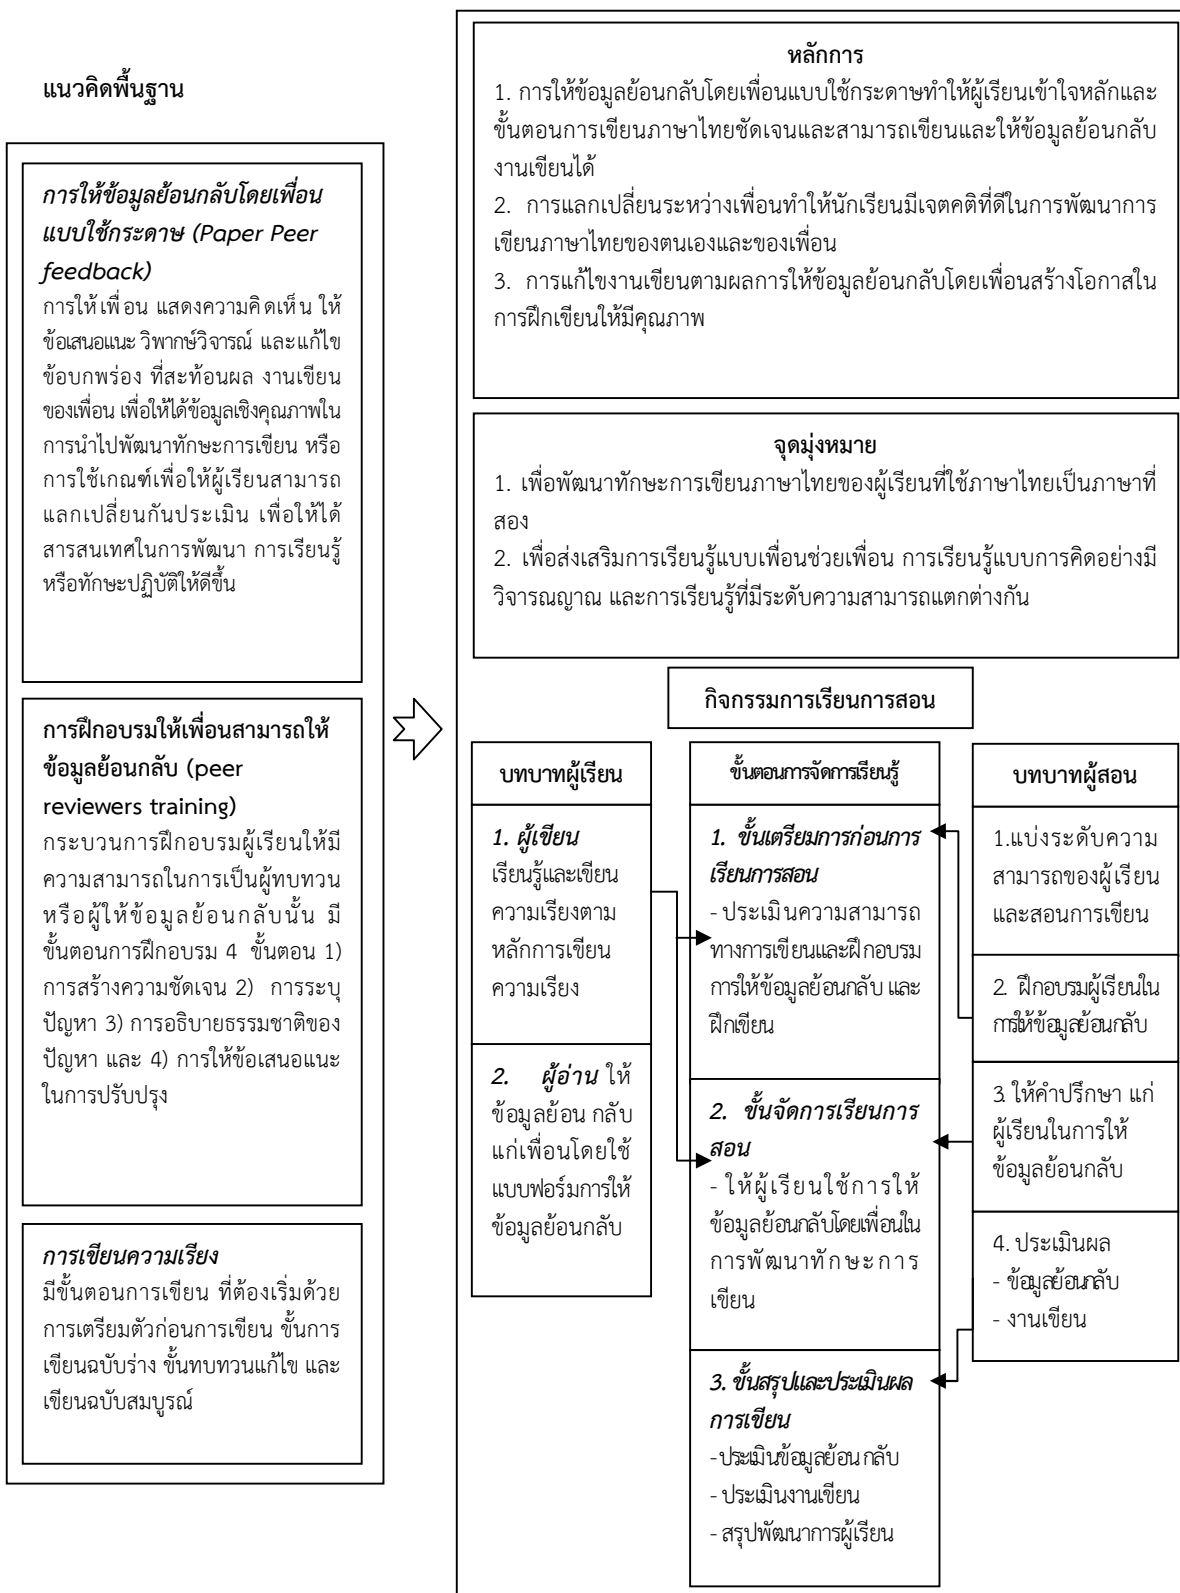 แนวคิดพื้นฐาน
การให้ข้อมูลย้อนกลับโดยเพื่อน
แบบใช้กระดาษ (Paper Peer
feedback)
การให้เพื่อน แสดงความคิดเห็น ให้
ข้อเสนอแนะ วิพากษ์วิจารณ์ และแก้ไข
ข้อบกพร่อง ที่สะท้อนผล งานเขียน
ของเพื่อน เพื่อให้ได้ข้อมูลเชิงคุณภาพใน
การนำไปพัฒนาทักษะการเขียน หรือ
การใช้เกณฑ์เพื่อให้ผู้เรียนสามารถ
แลกเปลี่ยนกันประเมิน เพื่อให้ได้
สารสนเทศในการพัฒนา การเรียนรู้
หรือทักษะปฏิบัติให้ดีขึ้น
การฝึกอบรมให้เพื่อนสามารถให้
ข้อมูลย้อนกลับ (peer
reviewers training)
กระบวนการฝึกอบรมผู้เรียนให้มี
ความสามารถในการเป็นผู้ทบทวน
หรือผู้ให้ข้อมูลย้อนกลับนั้น มี
ขั้นตอนการฝึกอบรม 4 ขั้นตอน 1)
การสร้างความชัดเจน 2) การระบุ
ปัญหา 3) การอธิบายธรรมชาติของ
ปัญหา และ 4) การให้ข้อเสนอแนะ
ในการปรับปรุง
การเขียนความเรียง
มีขั้นตอนการเขียน ที่ต้องเริ่มด้วย
การเตรียมตัวก่อนการเขียน ขั้นการ
เขียนฉบับร่าง ขั้นทบทวนแก้ไข และ
เขียนฉบับสมบูรณ์
หลักการ
1. การให้ข้อมูลย้อนกลับโดยเพื่อนแบบใช้กระดาษทำให้ผู้เรียนเข้าใจหลักและ
ขั้นตอนการเขียนภาษาไทยชัดเจนและสามารถเขียนและให้ข้อมูลย้อนกลับ
งานเขียนได้
2. การแลกเปลี่ยนระหว่างเพื่อนทำให้นักเรียนมีเจตคติที่ดีในการพัฒนาการ
เขียนภาษาไทยของตนเองและของเพื่อน
3. การแก้ไขงานเขียนตามผลการให้ข้อมูลย้อนกลับโดยเพื่อนสร้างโอกาสใน
การฝึกเขียนให้มีคุณภาพ
จุดมุ่งหมาย
1. เพื่อพัฒนาทักษะการเขียนภาษาไทยของผู้เรียนที่ใช้ภาษาไทยเป็นภาษาที่
สอง
2. เพื่อส่งเสริมการเรียนรู้แบบเพื่อนช่วยเพื่อน การเรียนรู้แบบการคิดอย่างมี
วิจารณญาณ และการเรียนรู้ที่มีระดับความสามารถแตกต่างกัน
กิจกรรมการเรียนการสอน
บทบาทผู้เรียน
1. ผู้เขียน
เรียนรู้และเขียน
ความเรียงตาม
หลักการเขียน
ความเรียง
2. ผู้อ่าน ให้
ข้อมูลย้อน กลับ
แก่เพื่อนโดยใช้
แบบฟอร์มการให้
ข้อมูลย้อนกลับ
ขั้นตอนการจัดการเรียนรู้
1. ขั้นเตรียมการก่อนการ
เรียนการสอน
- ประเมินความสามารถ
ทางการเขียนและฝึกอบรม
การให้ข้อมูลย้อนกลับ และ
ฝึกเขียน
2. ขั้นจัดการเรียนการ
สอน
- ให้ผู้เรียนใช้การให้
ข้อมูลย้อนกลับโดยเพื่อนใน
การพัฒนาทักษะการ
เขียน
3. ขั้นสรุปและประเมินผล
การเขียน
-ประเมินข้อมูลย้อน กลับ
- ประเมินงานเขียน
- สรุปพัฒนาการผู้เรียน
บทบาทผู้สอน
1.แบ่งระดับความ
สามารถของผู้เรียน
และสอนการเขียน
2. ฝึกอบรมผู้เรียนใน
การให้ข้อมูลย้อนกลับ
3. ให้คำปรึกษา แก่
ผู้เรียนในการให้
ข้อมูลย้อนกลับ
4. ประเมินผล
- ข้อมูลย้อนกลับ
- งานเขียน